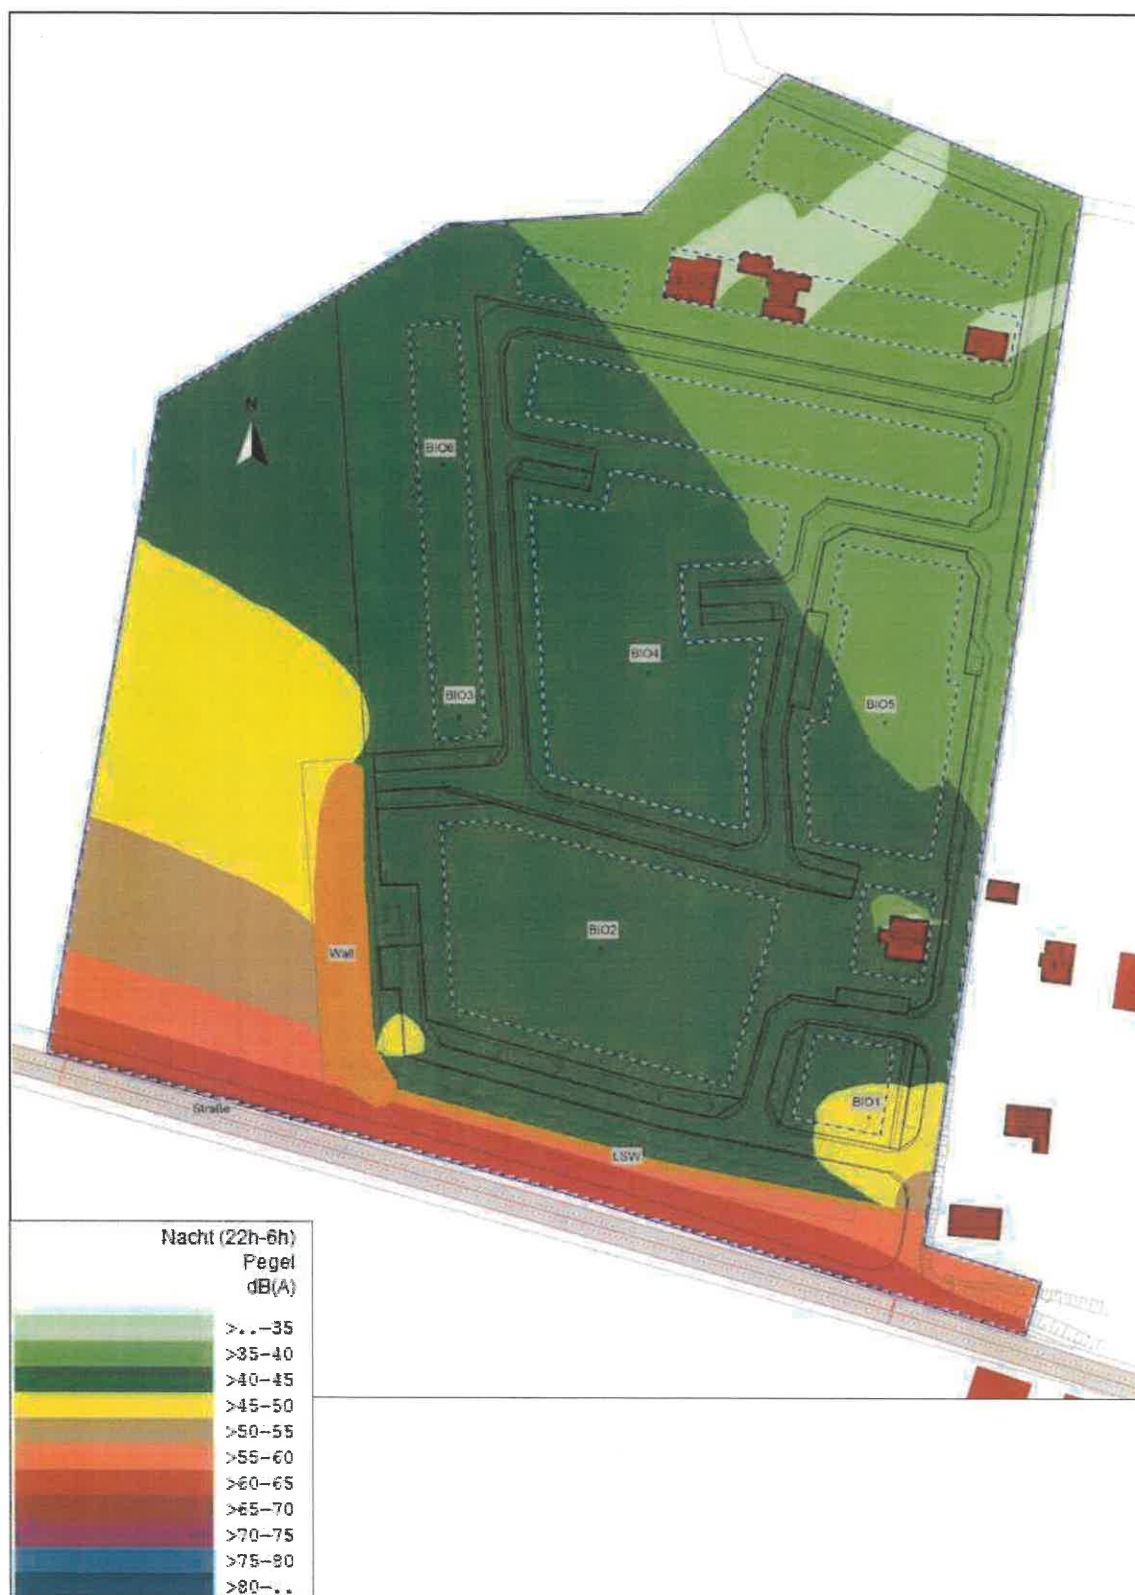 N
BIO6
BIO4
BIO3
BIO5
BIO2
Wall
BIO1
Straße
LSW
Nacht (22h-6h)
Pegel
dB(A)
>..-35
>35-40
>40-45
>45-50
>50-55
>55-60
>60-65
>65-70
>70-75
>75-80
>80-..